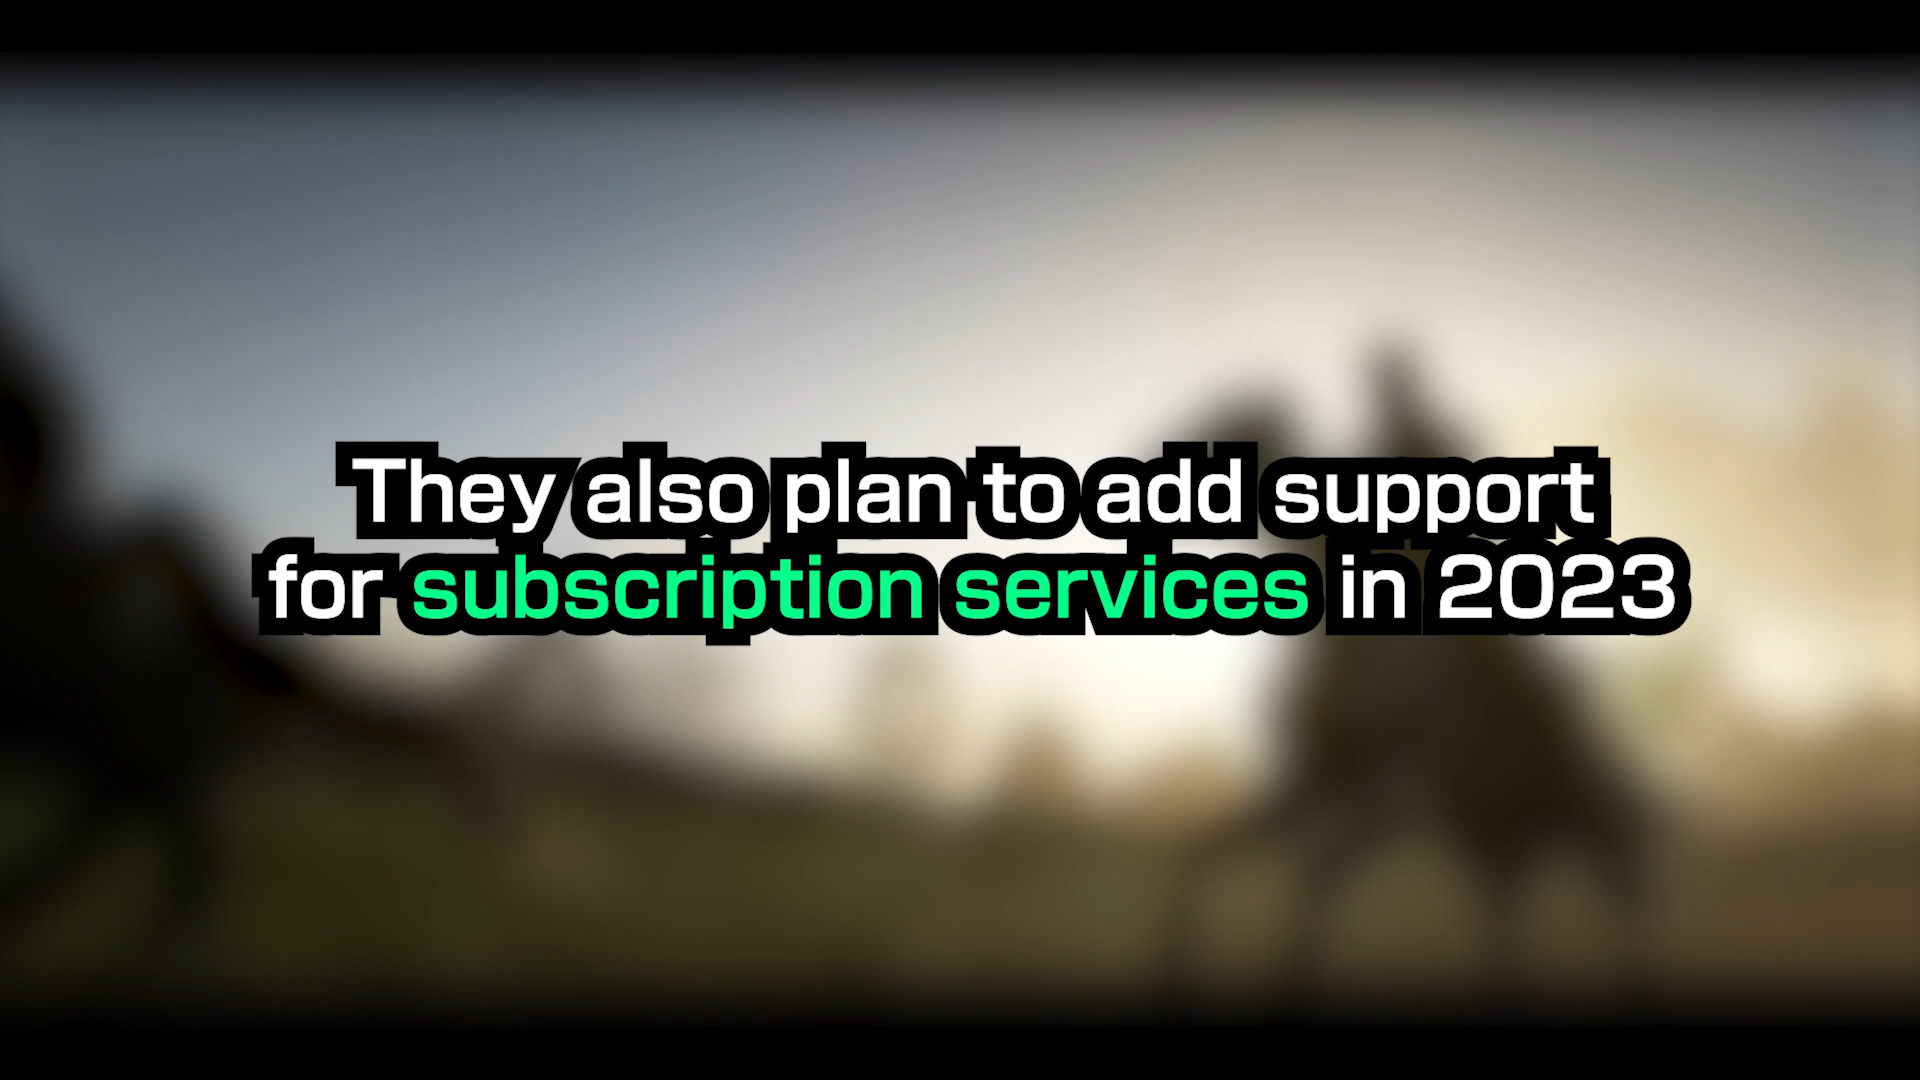 They also plan to add support
for subscription services in 2023